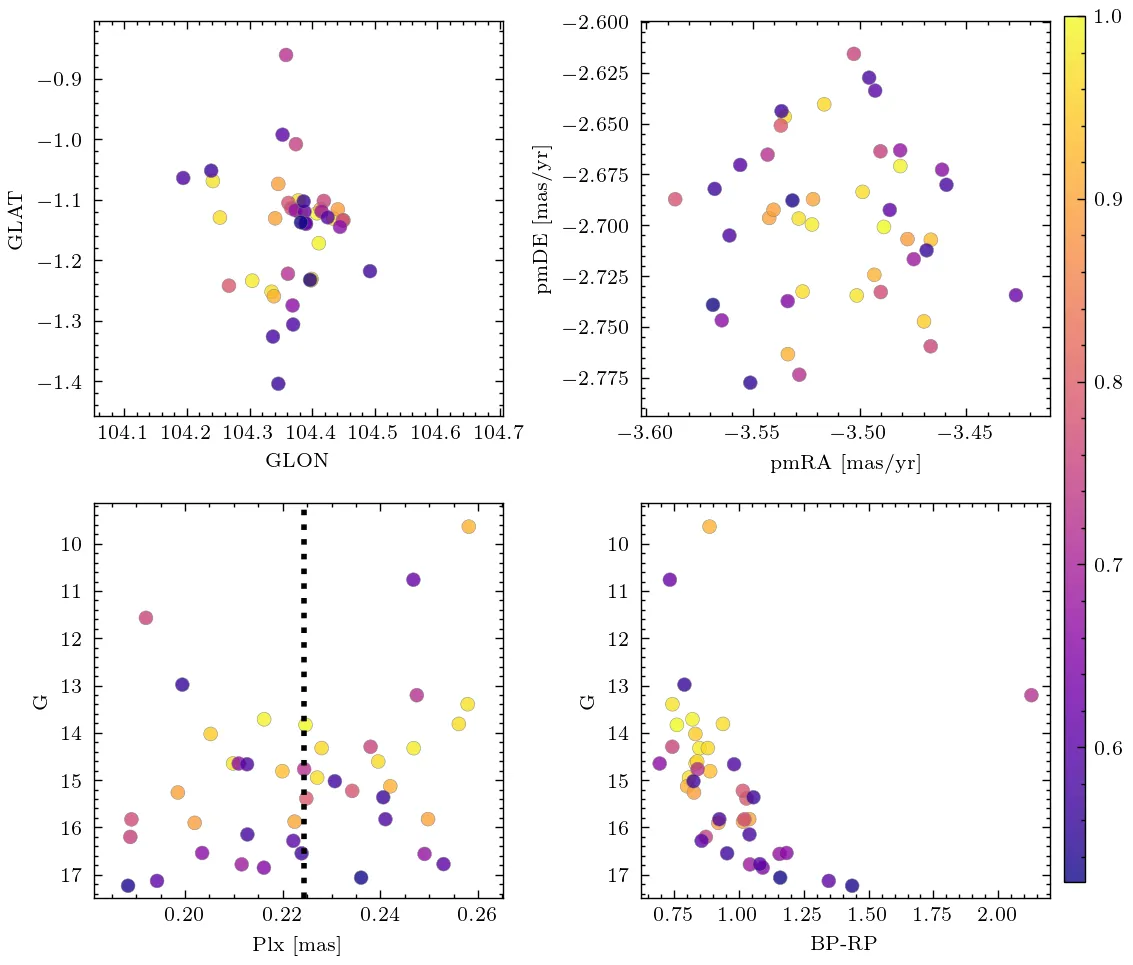 −0.9
−1.0
−1.1
−1.2
−1.3
−1.4
GLAT
104.1 104.2 104.3 104.4 104.5 104.6 104.7
GLON
−2.600
−2.625
−2.650
−2.675
−2.700
−2.725
−2.750
−2.775
pmDE [mas/yr]
−3.60 −3.55 −3.50 −3.45
pmRA [mas/yr]
10
11
12
13
14
15
16
17
G
0.20 0.22 0.24 0.26
Plx [mas]
10
11
12
13
14
15
16
17
G
0.75 1.00 1.25 1.50 1.75 2.00
BP-RP
1.0
0.9
0.8
0.7
0.6